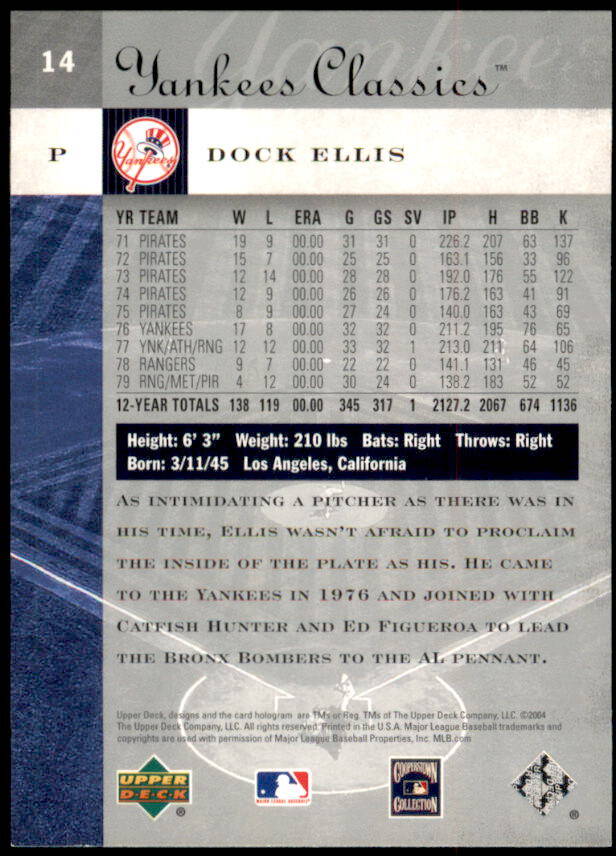 14
Yankees Classics™
P
Yankees
DOCK ELLIS
YR TEAM W L ERA G GS SV IP H BB K
71 PIRATES 19 9 00.00 31 31 0 226.2 207 63 137
72 PIRATES 15 7 00.00 25 25 0 163.1 156 33 96
73 PIRATES 12 14 00.00 28 28 0 192.0 176 55 122
74 PIRATES 12 9 00.00 26 26 0 176.2 163 41 91
75 PIRATES 8 9 00.00 27 24 0 140.0 163 43 69
76 YANKEES 17 8 00.00 32 32 0 211.2 195 76 65
77 YNK/ATH/RNG 12 12 00.00 33 32 1 213.0 211 64 106
78 RANGERS 9 7 00.00 22 22 0 141.1 131 46 45
79 RNG/MET/PIR 4 12 00.00 30 24 0 138.2 183 52 52
12-YEAR TOTALS 138 119 00.00 345 317 1 2127.2 2067 674 1136
Height: 6' 3" Weight: 210 lbs Bats: Right Throws: Right
Born: 3/11/45 Los Angeles, California
AS INTIMIDATING A PITCHER AS THERE WAS IN
HIS TIME, ELLIS WASN'T AFRAID TO PROCLAIM
THE INSIDE OF THE PLATE AS HIS. HE CAME
TO THE YANKEES IN 1976 AND JOINED WITH
CATFISH HUNTER AND ED FIGUEROA TO LEAD
THE BRONX BOMBERS TO THE AL PENNANT.
Upper Deck, designs and the card hologram are TMs or Reg. TMs of The Upper Deck Company, LLC. ©2004
The Upper Deck Company, LLC. All rights reserved. Printed in the U.S.A. Major League Baseball trademarks and
copyrights are used with permission of Major League Baseball Properties, Inc. MLB.com
UPPER
DECK ®
MAJOR LEAGUE BASEBALL
COOPERSTOWN
COLLECTION
®